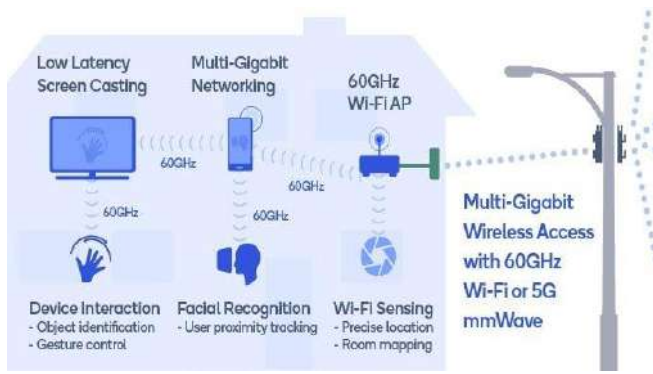 Low Latency
Screen Casting
Multi-Gigabit
Networking
60GHz
Wi-Fi AP
60GHz
60GHz
60GHz
60GHz
Device Interaction
- Object identification
- Gesture control
Facial Recognition
- User proximity tracking
Wi-Fi Sensing
- Precise location
- Room mapping
Multi-Gigabit
Wireless Access
with 60GHz
Wi-Fi or 5G
mmWave